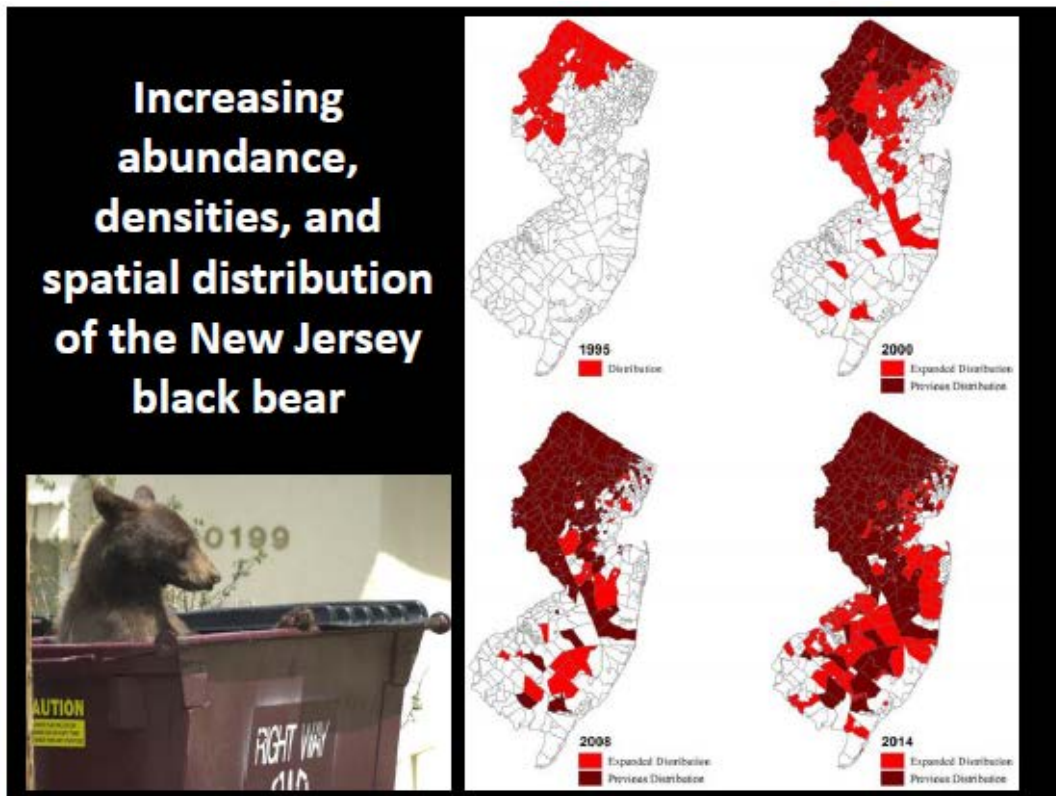 Increasing
abundance,
densities, and
spatial distribution
of the New Jersey
black bear
1995
Distribution
2000
Expanded Distribution
Previous Distribution
0199
AUTION
RIGHT WAY
2008
Expanded Distribution
Previous Distribution
2014
Expanded Distribution
Previous Distribution